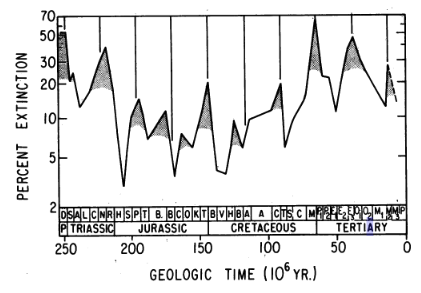 70
50
30
20
10
5
2
PERCENT EXTINCTION
D S A L C N R H S P T B. B C O K T B V H B A A C T S C M
P TRIASSIC JURASSIC CRETACEOUS TERTIARY
250 200 150 100 50 0
GEOLOGIC TIME (10⁶ YR.)